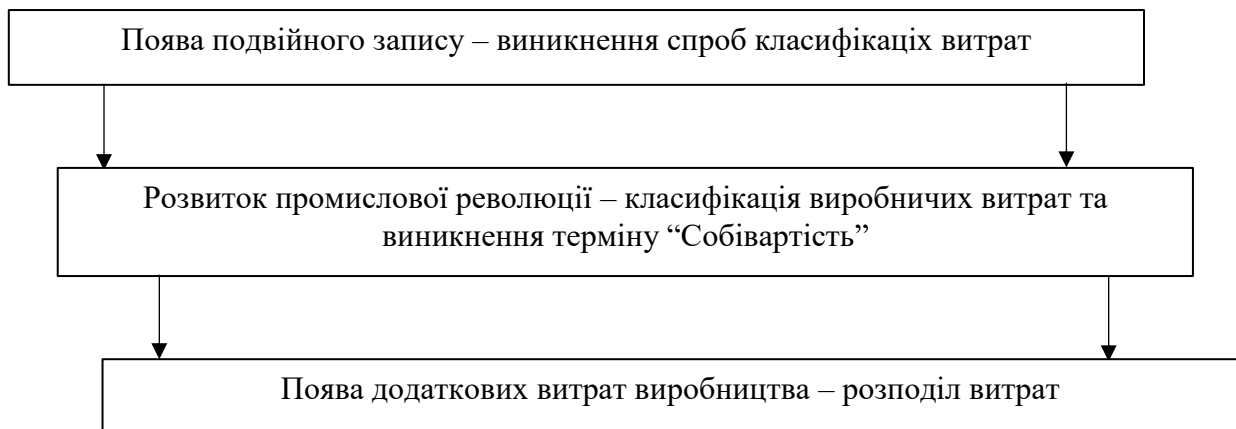 Поява подвійного запису – виникнення спроб класифікаціх витрат
Розвиток промислової революції – класифікація виробничих витрат та
виникнення терміну “Собівартість”
Поява додаткових витрат виробництва – розподіл витрат